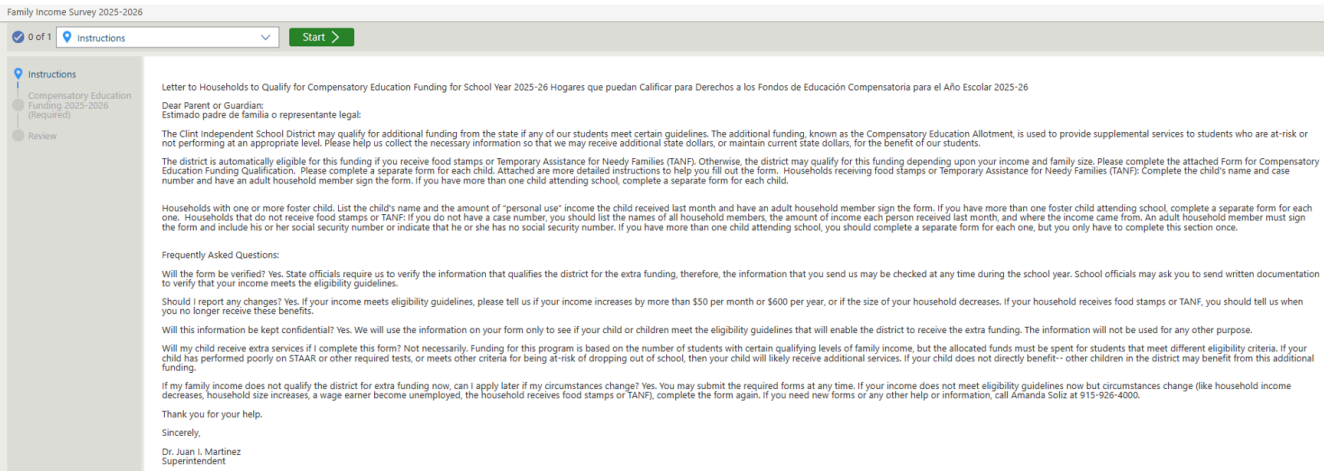 Family Income Survey 2025-2026
0 of 1
Instructions
Start
Instructions
Compensatory Education
Funding 2025-2026
(Required)
Review
Letter to Households to Qualify for Compensatory Education Funding for School Year 2025-26 Hogares que puedan Calificar para Derechos a los Fondos de Educación Compensatoria para el Año Escolar 2025-26
Dear Parent or Guardian:
Estimado padre de familia o representante legal:
The Clint Independent School District may qualify for additional funding from the state if any of our students meet certain guidelines. The additional funding, known as the Compensatory Education Allotment, is used to provide supplemental services to students who are at-risk or
not performing at an appropriate level. Please help us collect the necessary information so that we may receive additional state dollars, or maintain current state dollars, for the benefit of our students.
The district is automatically eligible for this funding if you receive food stamps or Temporary Assistance for Needy Families (TANF). Otherwise, the district may qualify for this funding depending upon your income and family size. Please complete the attached Form for Compensatory
Education Funding Qualification. Please complete a separate form for each child. Attached are more detailed instructions to help you fill out the form. Households receiving food stamps or Temporary Assistance for Needy Families (TANF): Complete the child's name and case
number and have an adult household member sign the form. If you have more than one child attending school, complete a separate form for each child.
Households with one or more foster child. List the child's name and the amount of "personal use" income the child received last month and have an adult household member sign the form. If you have more than one foster child attending school, complete a separate form for each
one. Households that do not receive food stamps or TANF: If you do not have a case number, you should list the names of all household members, the amount of income each person received last month, and where the income came from. An adult household member must sign
the form and include his or her social security number or indicate that he or she has no social security number. If you have more than one child attending school, you should complete a separate form for each one, but you only have to complete this section once.
Frequently Asked Questions:
Will the form be verified? Yes. State officials require us to verify the information that qualifies the district for the extra funding, therefore, the information that you send us may be checked at any time during the school year. School officials may ask you to send written documentation
to verify that your income meets the eligibility guidelines.
Should I report any changes? Yes. If your income meets eligibility guidelines, please tell us if your income increases by more than $50 per month or $600 per year, or if the size of your household decreases. If your household receives food stamps or TANF, you should tell us when
you no longer receive these benefits.
Will this information be kept confidential? Yes. We will use the information on your form only to see if your child or children meet the eligibility guidelines that will enable the district to receive the extra funding. The information will not be used for any other purpose.
Will my child receive extra services if I complete this form? Not necessarily. Funding for this program is based on the number of students with certain qualifying levels of family income, but the allocated funds must be spent for students that meet different eligibility criteria. If your
child has performed poorly on STAAR or other required tests, or meets other criteria for being at-risk of dropping out of school, then your child will likely receive additional services. If your child does not directly benefit-- other children in the district may benefit from this additional
funding.
If my family income does not qualify the district for extra funding now, can I apply later if my circumstances change? Yes. You may submit the required forms at any time. If your income does not meet eligibility guidelines now but circumstances change (like household income
decreases, household size increases, a wage earner become unemployed, the household receives food stamps or TANF), complete the form again. If you need new forms or any other help or information, call Amanda Soliz at 915-926-4000.
Thank you for your help.
Sincerely,
Dr. Juan I. Martinez
Superintendent